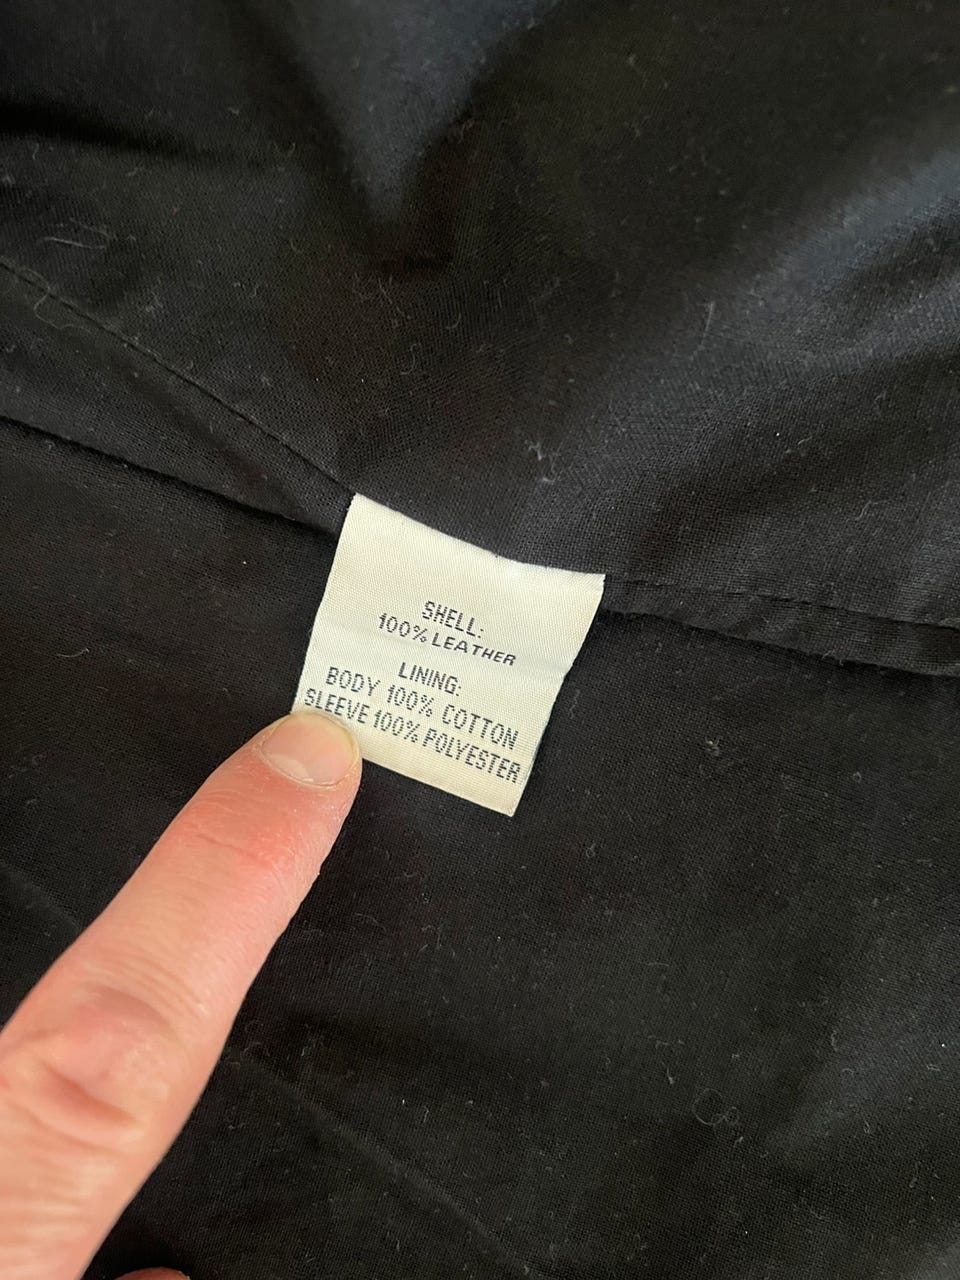 SHELL:
100% LEATHER
LINING:
BODY 100% COTTON
SLEEVE 100% POLYESTER